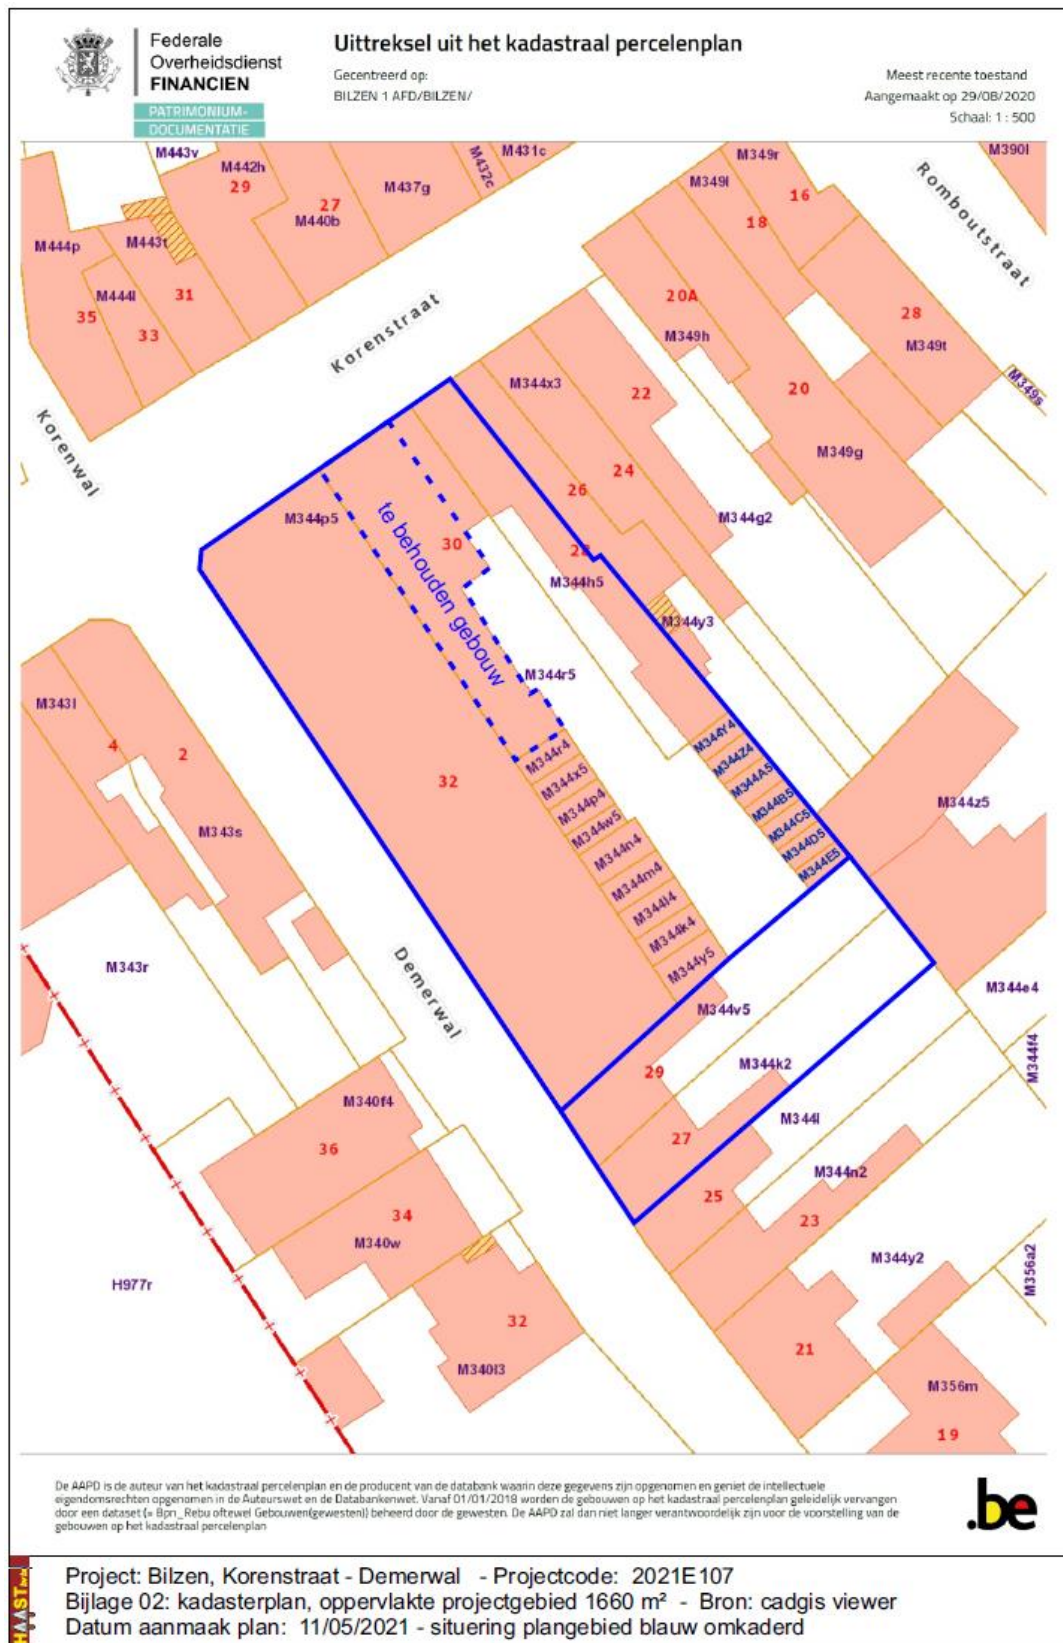 Federale
Overheidsdienst
FINANCIEN
PATRIMONIUM-
DOCUMENTATIE
Uittreksel uit het kadastraal percelenplan
Gecentreerd op:
BILZEN 1 AFD/BILZEN/
Meest recente toestand
Aangemaakt op 29/08/2020
Schaal: 1 : 500
M443v
M442h
29
27
M440b
M437g
M432c
M431c
M349r
M349l
16
18
M390l
Romboutstraat
M444p
M443t
M444l
31
35
33
Korenstraat
20A
M349h
28
M349t
M349s
Korenwal
M344x3
22
20
M349g
24
26
M344p5
te behouden gebouw
30
28
M344g2
M344h5
M344y3
M344r5
M343l
4
2
M343s
32
M344r4
M344x5
M344p4
M344w5
M344n4
M344m4
M344l4
M344k4
M344y5
M344Y4
M344Z4
M344A5
M344B5
M344C5
M344D5
M344E5
M344z5
M343r
Demerwal
M344v5
M344e4
M344f4
29
M344k2
M340f4
36
27
M344l
25
M344n2
23
34
M340w
M344y2
M356a2
H977r
32
M340l3
21
M356m
19
De AAPD is de auteur van het kadastraal percelenplan en de producent van de databank waarin deze gegevens zijn opgenomen en geniet de intellectuele
eigendomsrechten opgenomen in de Auteurswet en de Databankenwet. Vanaf 01/01/2018 worden de gebouwen op het kadastraal percelenplan geleidelijk vervangen
door een dataset (= Bpn_Rebu oftewel Gebouwen(gewesten)) beheerd door de gewesten. De AAPD zal dan niet langer verantwoordelijk zijn voor de voorstelling van de
gebouwen op het kadastraal percelenplan
.be
HAAST bvba
Project: Bilzen, Korenstraat - Demerwal - Projectcode: 2021E107
Bijlage 02: kadasterplan, oppervlakte projectgebied 1660 m² - Bron: cadgis viewer
Datum aanmaak plan: 11/05/2021 - situering plangebied blauw omkaderd